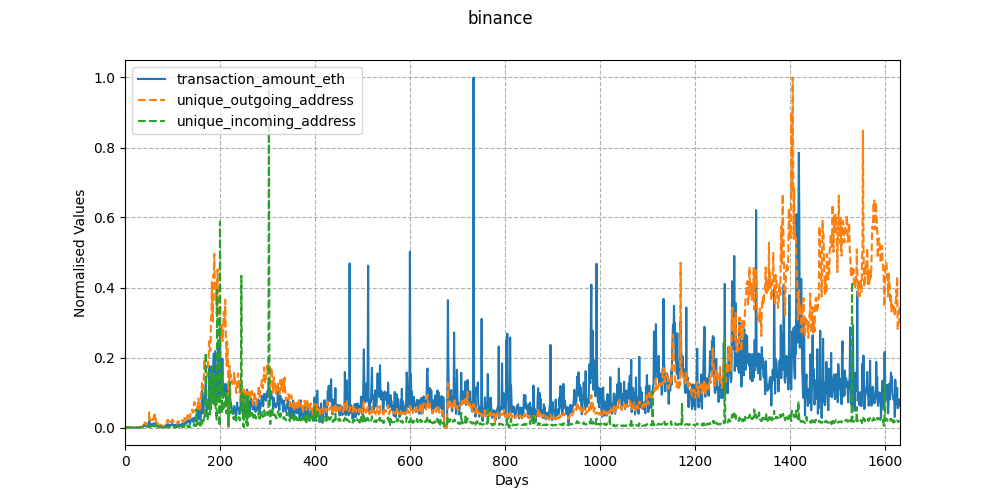 binance
transaction_amount_eth
unique_outgoing_address
unique_incoming_address
Normalised Values
1.0
0.8
0.6
0.4
0.2
0.0
0 200 400 600 800 1000 1200 1400 1600
Days